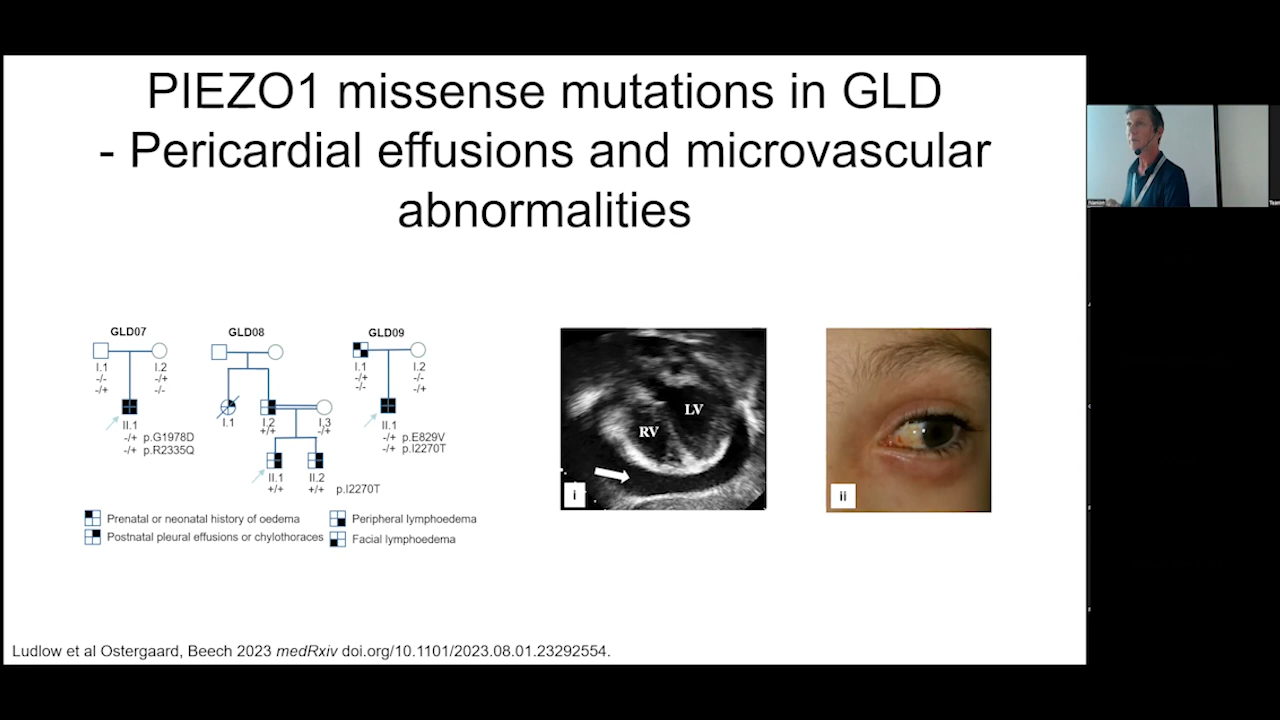 PIEZO1 missense mutations in GLD
- Pericardial effusions and microvascular
abnormalities
GLD07
GLD08
GLD09
I.1
I.2
-/-
-/+
-/+
-/-
II.1
-/+ p.G1978D
-/+ p.R2335Q
I.1
I.2
I.3
+/+
-/+
II.1
II.2
+/+
+/+
p.I2270T
I.1
I.2
-/+
-/-
-/-
-/+
II.1
-/+ p.E829V
-/+ p.I2270T
Prenatal or neonatal history of oedema
Postnatal pleural effusions or chylothoraces
Peripheral lymphoedema
Facial lymphoedema
LV
RV
i
ii
Ludlow et al Ostergaard, Beech 2023 medRxiv doi.org/10.1101/2023.08.01.23292554.